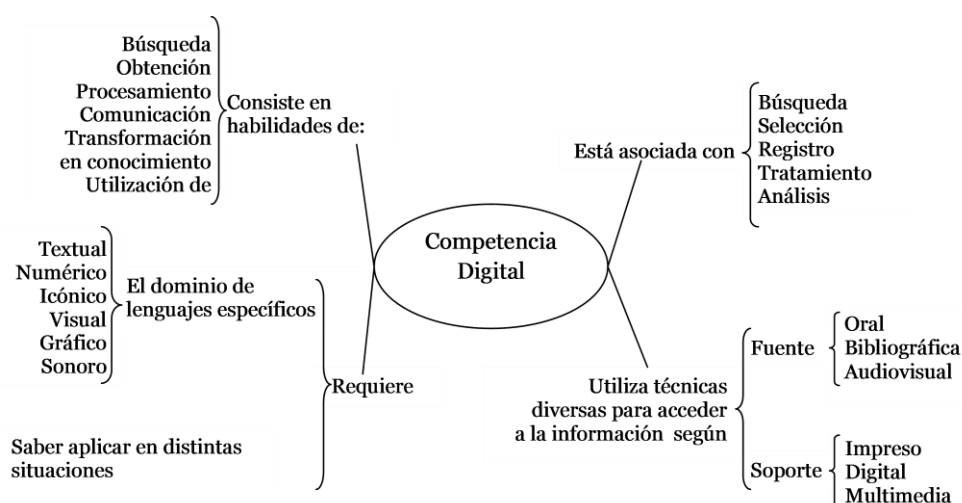 Búsqueda
Obtención
Procesamiento
Comunicación
Transformación
en conocimiento
Utilización de
Consiste en
habilidades de:
Está asociada con
Búsqueda
Selección
Registro
Tratamiento
Análisis
Competencia
Digital
Textual
Numérico
Icónico
Visual
Gráfico
Sonoro
El dominio de
lenguajes específicos
Requiere
Saber aplicar en distintas
situaciones
Utiliza técnicas
diversas para acceder
a la información según
Fuente
Oral
Bibliográfica
Audiovisual
Soporte
Impreso
Digital
Multimedia